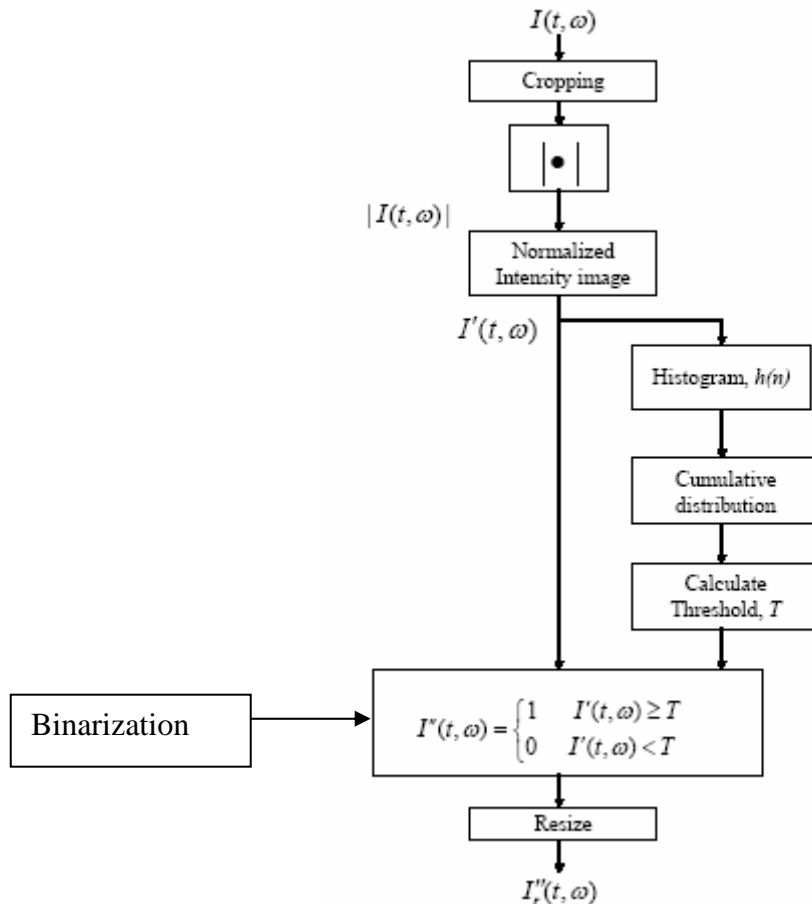 I(t, ω)
Cropping
| • |
| I(t, ω) |
Normalized
Intensity image
I′(t, ω)
Histogram, h(n)
Cumulative
distribution
Calculate
Threshold, T
Binarization
I″(t, ω) = { 1 I′(t, ω) ≥ T
0 I′(t, ω) < T
Resize
I″r(t, ω)